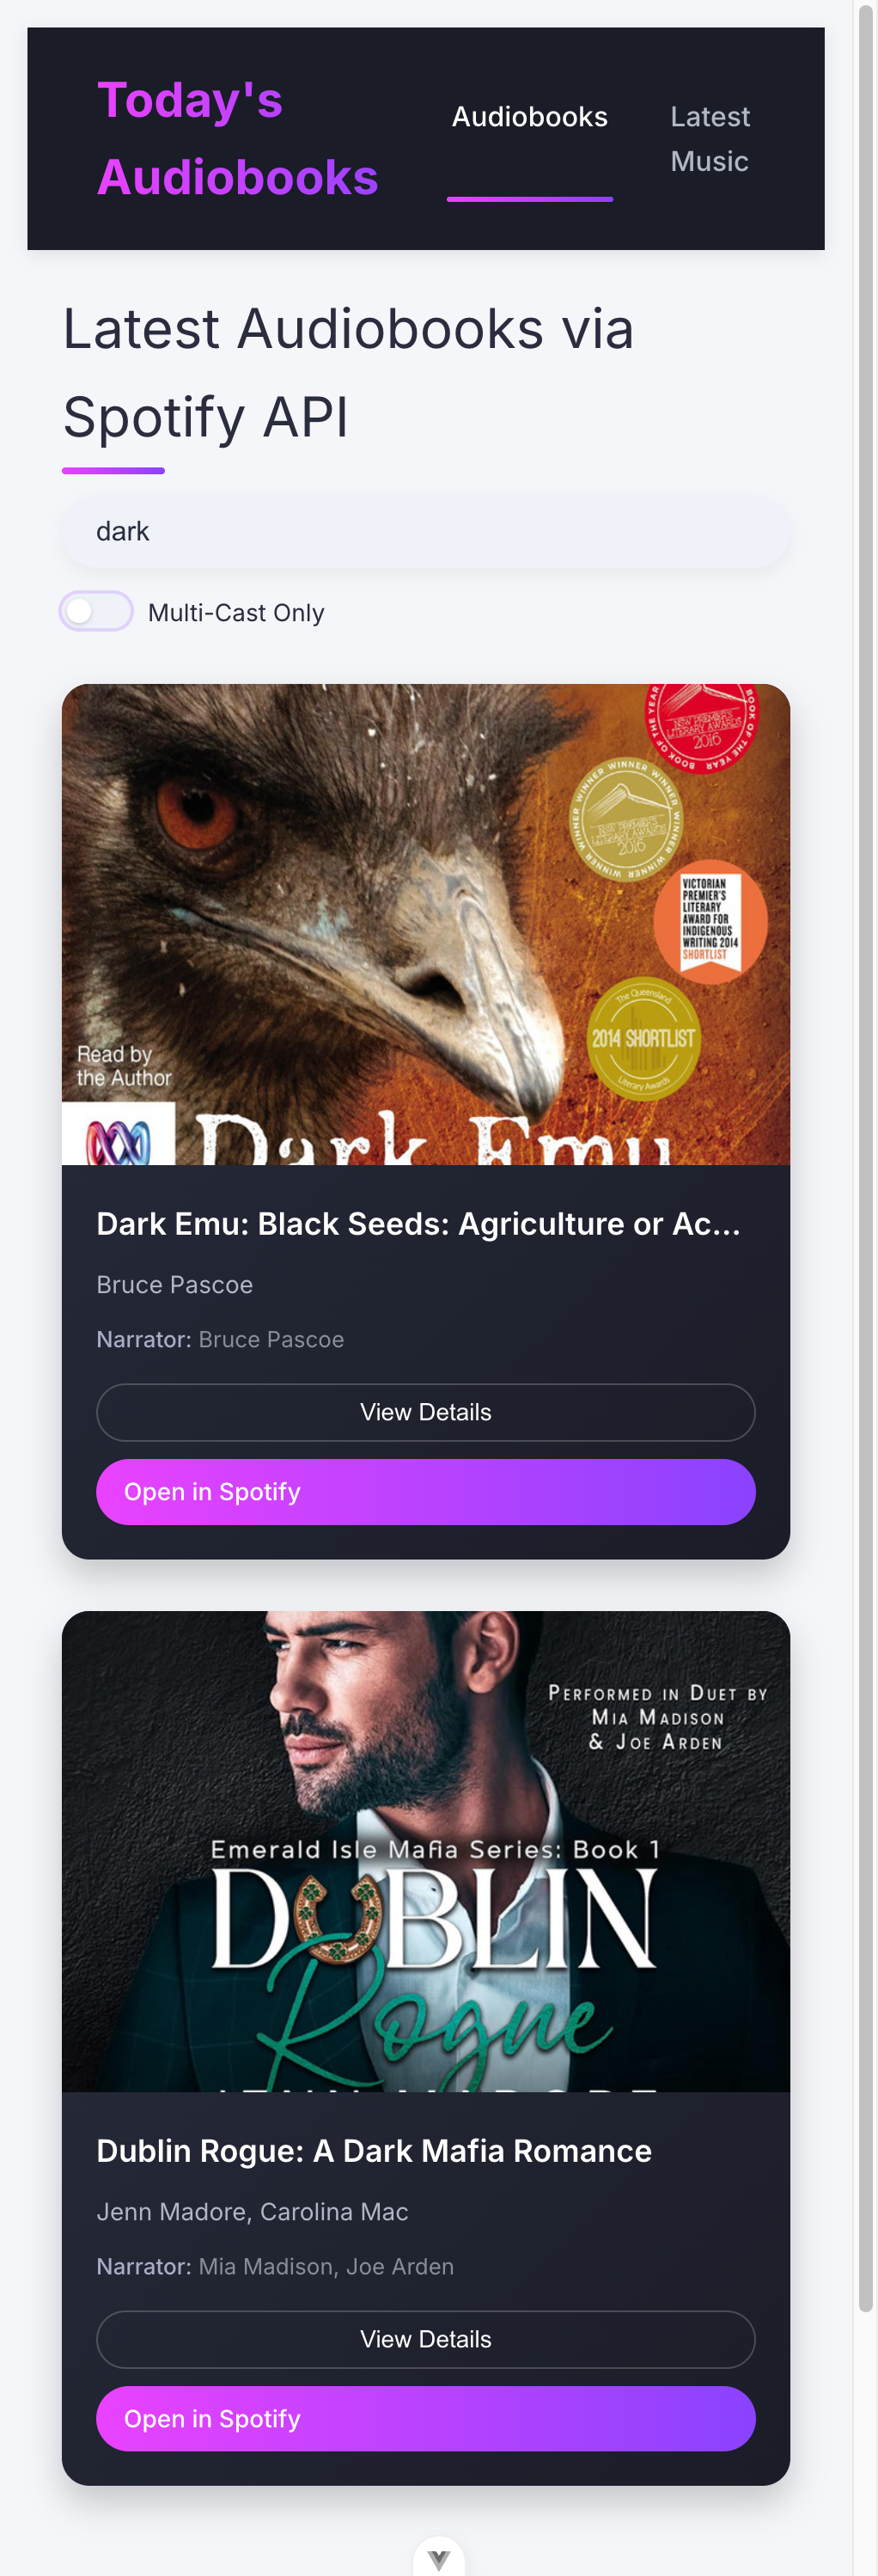 Today's
Audiobooks
Audiobooks
Latest
Music
Latest Audiobooks via
Spotify API
dark
Multi-Cast Only
BOOK OF THE YEAR
NSW PREMIER'S
LITERARY AWARDS
2016
BOOK OF THE YEAR
WINNER WINNER WINNER WINNER WINNER WINNER
NSW PREMIER'S
LITERARY AWARDS
2016
VICTORIAN
PREMIER'S
LITERARY
AWARD FOR
INDIGENOUS
WRITING 2014
SHORTLIST
The Queensland
2014 SHORTLIST
Literary Awards
Read by
the Author
Dark Emu
Dark Emu: Black Seeds: Agriculture or Ac...
Bruce Pascoe
Narrator: Bruce Pascoe
View Details
Open in Spotify
Performed in Duet by
Mia Madison
& Joe Arden
Emerald Isle Mafia Series: Book 1
DUBLIN
Rogue
Dublin Rogue: A Dark Mafia Romance
Jenn Madore, Carolina Mac
Narrator: Mia Madison, Joe Arden
View Details
Open in Spotify